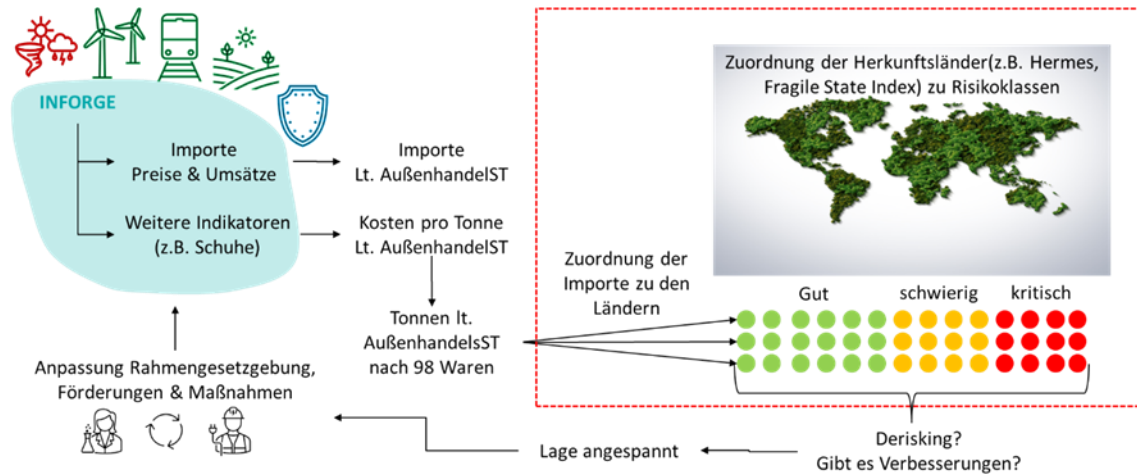 INFORGE
Importe
Preise & Umsätze
Weitere Indikatoren
(z.B. Schuhe)
Importe
Lt. AußenhandelST
Kosten pro Tonne
Lt. AußenhandelST
Tonnen lt.
AußenhandelsST
nach 98 Waren
Zuordnung der
Importe zu den
Ländern
Zuordnung der Herkunftsländer(z.B. Hermes,
Fragile State Index) zu Risikoklassen
Gut
schwierig
kritisch
Derisking?
Gibt es Verbesserungen?
Lage angespannt
Anpassung Rahmengesetzgebung,
Förderungen & Maßnahmen